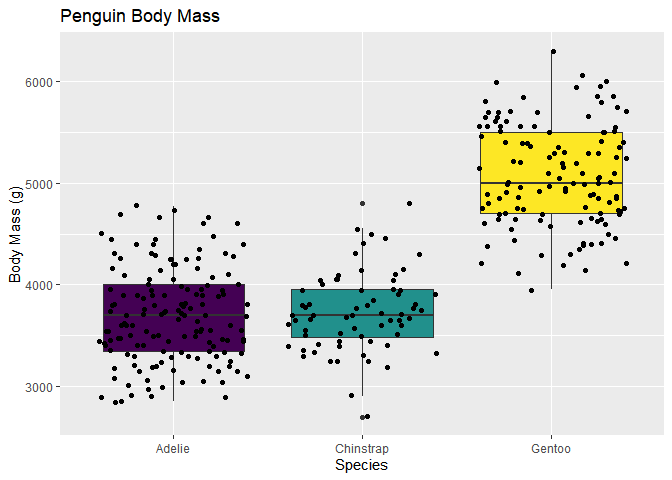 Penguin Body Mass
Body Mass (g)
6000
5000
4000
3000
Adelie
Chinstrap
Gentoo
Species